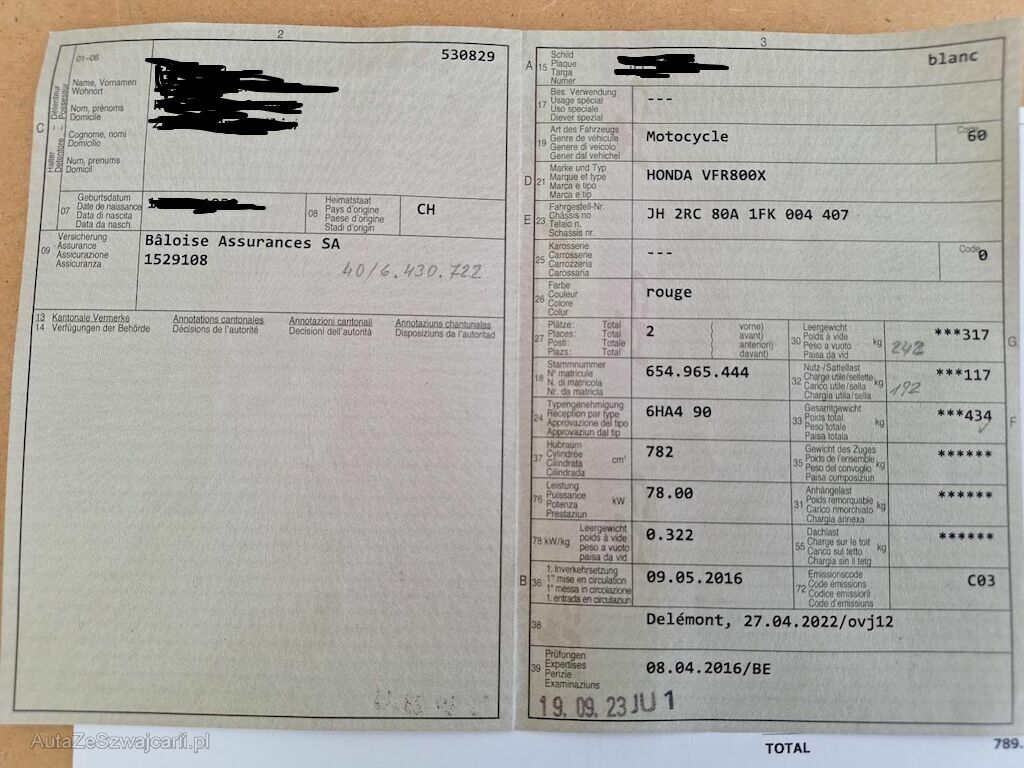 2
01-06
530829
Name, Vornamen
Wohnort
Nom, prénoms
Domicile
Cognome, nomi
Domicilio
Num, prenums
Domicil
C
Halter – Détenteur
Détentore – Possessur
07
Geburtsdatum
Date de naissance
Data di nascita
Data da nasch.
08
Heimatstaat
Pays d'origine
Paese d'origine
Stadi d'origin
CH
09
Versicherung
Assurance
Assicurazione
Assicuranza
Bâloise Assurances SA
1529108
40/6.430.722
13 Kantonale Vermerke
14 Verfügungen der Behörde
Annotations cantonales
Décisions de l'autorité
Annotazioni cantonali
Decisioni dell'autorità
Annotaziuns chantunalas
Disposiziuns da l'autoritad
3
A
15
Schild
Plaque
Targa
Numer
blanc
17
Bes. Verwendung
Usage spécial
Uso speciale
Diever spezial
---
19
Art des Fahrzeugs
Genre de véhicule
Genere di veicolo
Gener dal vehichel
Motocycle
Code
60
D
21
Marke und Typ
Marque et type
Marca e tipo
Marca e tip
HONDA VFR800X
E
23
Fahrgestell-Nr.
Châssis no
Telaio n.
Schassis nr.
JH 2RC 80A 1FK 004 407
25
Karosserie
Carrosserie
Carrozzeria
Carossaria
---
Code
0
26
Farbe
Couleur
Colore
Colur
rouge
27
Plätze: Total
Places: Total
Posti: Totale
Plazs: Total
2
vorne)
avant)
anteriori)
davant)
30
Leergewicht
Poids à vide
Peso a vuoto
Paisa da vid
kg
242
***317
G
18
Stammnummer
N° matricule
N. di matricola
Nr. da matricla
654.965.444
32
Nutz-/Sattellast
Charge utile/sellette
Carico utile/sella
Chargia utila/sella
kg
192
***117
24
Typengenehmigung
Réception par type
Approvazione del tipo
Approvaziun dal tip
6HA4 90
33
Gesamtgewicht
Poids total
Peso totale
Paisa totala
kg
***434
F
37
Hubraum
Cylindrée
Cilindrata
Cilindrada
cm³
782
35
Gewicht des Zuges
Poids de l'ensemble
Peso del convoglio
Paisa cumposiziun
kg
******
76
Leistung
Puissance
Potenza
Prestaziun
kW
78.00
31
Anhängelast
Poids remorquable
Carico rimorchiato
Chargia annexa
kg
******
78 kW/kg
Leergewicht
poids à vide
peso a vuoto
paisa da vid
0.322
55
Dachlast
Charge sur le toit
Carico sul tetto
Chargia sin il tetg
kg
******
B
36
1. Inverkehrsetzung
1re mise en circulation
1a messa in circolazione
1. entrada en circulaziun
09.05.2016
72
Emissionscode
Code émissions
Codice emissioni
Code d'emissiuns
C03
38
Delémont, 27.04.2022/ovj12
39
Prüfungen
Expertises
Perizie
Examinaziuns
08.04.2016/BE
19. 09. 23 JU 1
AutaZeSzwajcarii.pl
TOTAL
789.